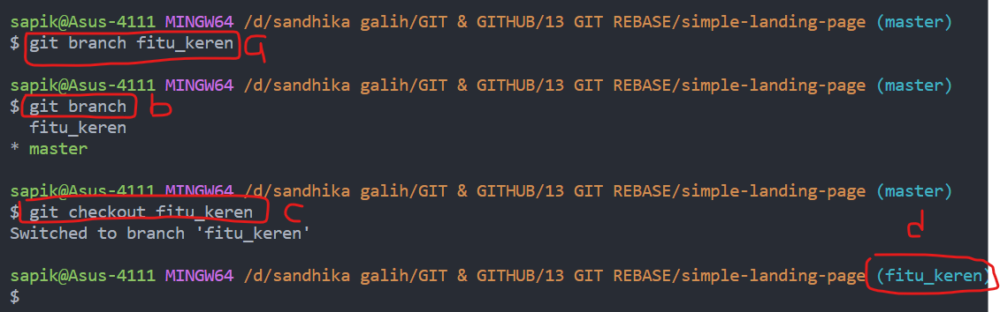 sapik@Asus-4111 MINGW64 /d/sandhika galih/GIT & GITHUB/13 GIT REBASE/simple-landing-page (master)
$ git branch fitu_keren a
sapik@Asus-4111 MINGW64 /d/sandhika galih/GIT & GITHUB/13 GIT REBASE/simple-landing-page (master)
$ git branch b
fitu_keren
* master
sapik@Asus-4111 MINGW64 /d/sandhika galih/GIT & GITHUB/13 GIT REBASE/simple-landing-page (master)
$ git checkout fitu_keren c
Switched to branch 'fitu_keren'
d
sapik@Asus-4111 MINGW64 /d/sandhika galih/GIT & GITHUB/13 GIT REBASE/simple-landing-page (fitu_keren)
$